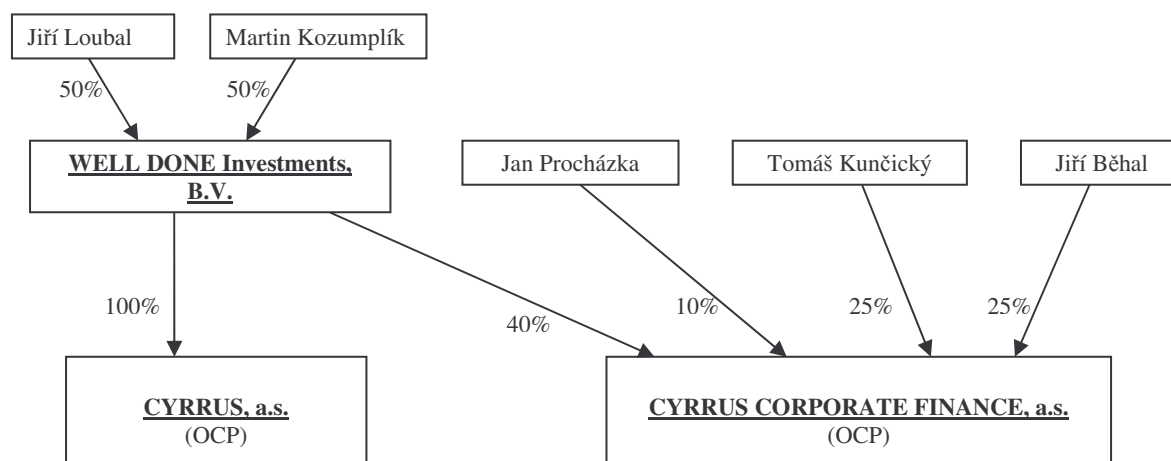 Jiří Loubal
Martin Kozumplík
50%
50%
WELL DONE Investments,
B.V.
Jan Procházka
Tomáš Kunčický
Jiří Běhal
100%
40%
10%
25%
25%
CYRRUS, a.s.
(OCP)
CYRRUS CORPORATE FINANCE, a.s.
(OCP)